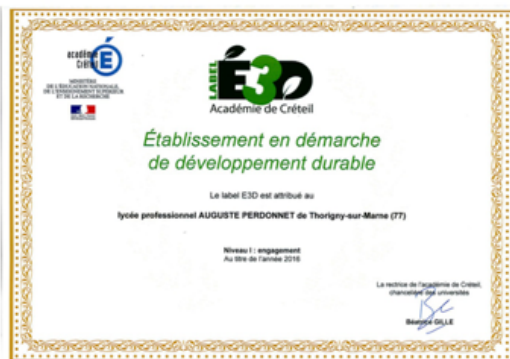 académie
Créteil
É
MINISTÈRE
DE L'ÉDUCATION NATIONALE,
DE L'ENSEIGNEMENT SUPÉRIEUR
ET DE LA RECHERCHE
LABEL
É3D
Académie de Créteil
Établissement en démarche
de développement durable
Le label E3D est attribué au
lycée professionnel AUGUSTE PERDONNET de Thorigny-sur-Marne (77)
Niveau I : engagement
Au titre de l'année 2016
La rectrice de l'académie de Créteil,
chancelière des universités
Béatrice GILLE